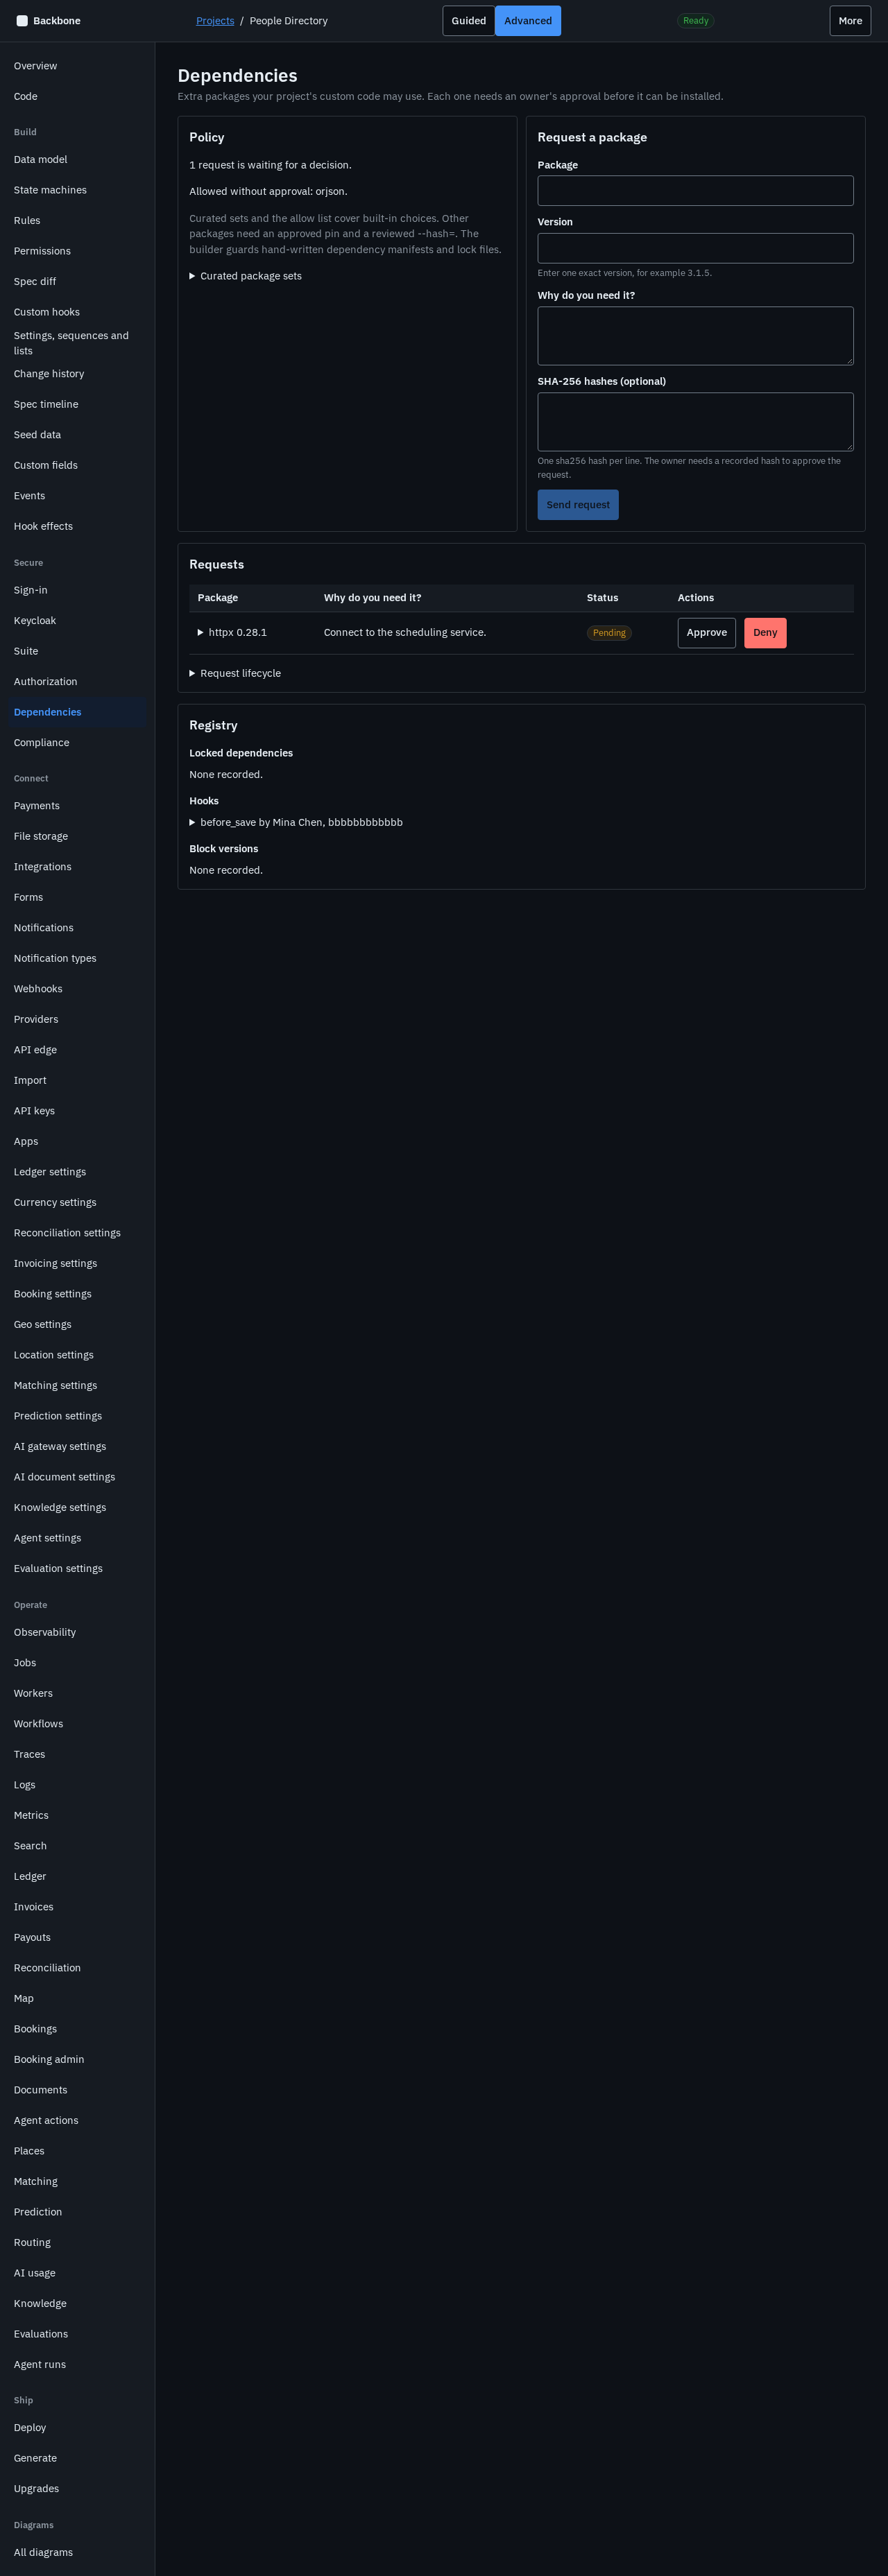 Backbone
Projects / People Directory
Guided
Advanced
Ready
More
Overview
Code
Build
Data model
State machines
Rules
Permissions
Spec diff
Custom hooks
Settings, sequences and
lists
Change history
Spec timeline
Seed data
Custom fields
Events
Hook effects
Secure
Sign-in
Keycloak
Suite
Authorization
Dependencies
Compliance
Connect
Payments
File storage
Integrations
Forms
Notifications
Notification types
Webhooks
Providers
API edge
Import
API keys
Apps
Ledger settings
Currency settings
Reconciliation settings
Invoicing settings
Booking settings
Geo settings
Location settings
Matching settings
Prediction settings
AI gateway settings
AI document settings
Knowledge settings
Agent settings
Evaluation settings
Operate
Observability
Jobs
Workers
Workflows
Traces
Logs
Metrics
Search
Ledger
Invoices
Payouts
Reconciliation
Map
Bookings
Booking admin
Documents
Agent actions
Places
Matching
Prediction
Routing
AI usage
Knowledge
Evaluations
Agent runs
Ship
Deploy
Generate
Upgrades
Diagrams
All diagrams
Dependencies
Extra packages your project's custom code may use. Each one needs an owner's approval before it can be installed.
Policy
1 request is waiting for a decision.
Allowed without approval: orjson.
Curated sets and the allow list cover built-in choices. Other
packages need an approved pin and a reviewed --hash=. The
builder guards hand-written dependency manifests and lock files.
Curated package sets
Request a package
Package
Version
Enter one exact version, for example 3.1.5.
Why do you need it?
SHA-256 hashes (optional)
One sha256 hash per line. The owner needs a recorded hash to approve the
request.
Send request
Requests
Package Why do you need it? Status Actions
httpx 0.28.1 Connect to the scheduling service. Pending Approve Deny
Request lifecycle
Registry
Locked dependencies
None recorded.
Hooks
before_save by Mina Chen, bbbbbbbbbbbb
Block versions
None recorded.